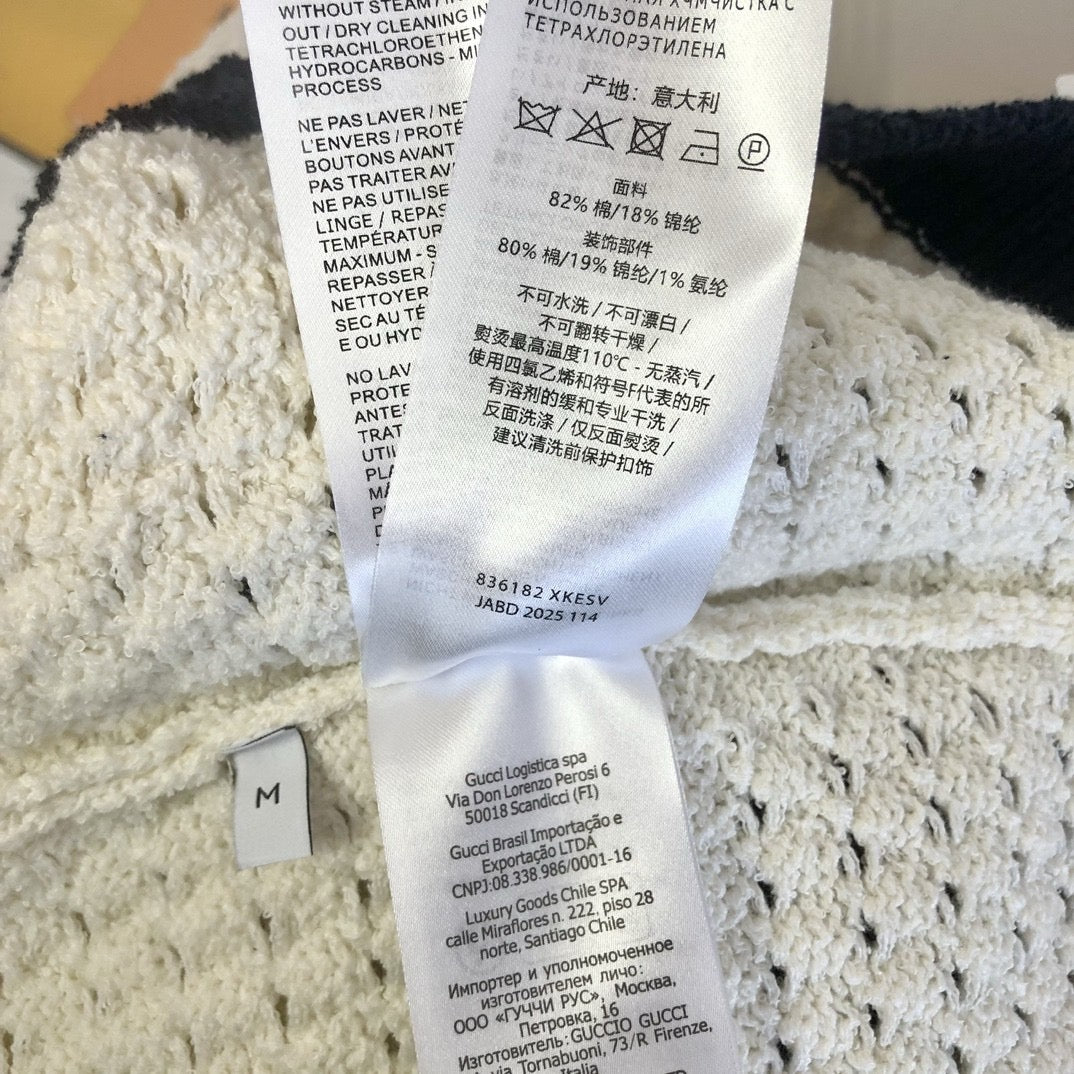 WITHOUT STEAM / I
OUT / DRY CLEANING IN
TETRACHLOROETHEN
HYDROCARBONS - MI
PROCESS
NE PAS LAVER / NET
L'ENVERS / PROTÉ
BOUTONS AVANT
PAS TRAITER AV
NE PAS UTILISE
LINGE / REPAS
TEMPÉRATUR
MAXIMUM - S
REPASSER /
NETTOYER
SEC AU TÉ
E OU HYD
NO LAV
PROTE
ANTE
TRAT
UTI
PLA
MÁ
ХЧМЧИСТКА С
ИСПОЛЬЗОВАНИЕМ
ТЕТРАХЛОРЭТИЛЕНА
产地：意大利
P
面料
82% 棉/18% 锦纶
装饰部件
80% 棉/19% 锦纶/1% 氨纶
不可水洗 / 不可漂白 /
不可翻转干燥 /
熨烫最高温度110℃ - 无蒸汽 /
使用四氯乙烯和符号F代表的所
有溶剂的缓和专业干洗 /
反面洗涤 / 仅反面熨烫 /
建议清洗前保护扣饰
836182 XKESV
JABD 2025 114
M
Gucci Logistica spa
Via Don Lorenzo Perosi 6
50018 Scandicci (FI)
Gucci Brasil Importação e
Exportação LTDA
CNPJ:08.338.986/0001-16
Luxury Goods Chile SPA
calle Miraflores n. 222, piso 28
norte, Santiago Chile
Импортер и уполномоченное
изготовителем личо:
ООО «ГУЧЧИ РУС», Москва,
Петровка, 16
Изготовитель:GUCCIO GUCCI
via Tornabuoni, 73/R Firenze,
Italia